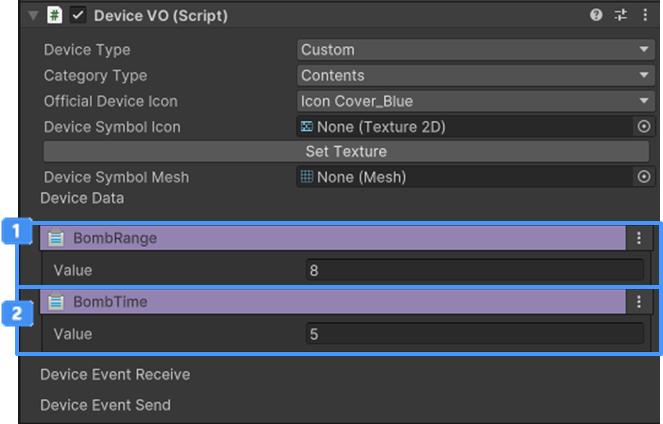 Device VO (Script)
Device Type Custom
Category Type Contents
Official Device Icon Icon Cover_Blue
Device Symbol Icon None (Texture 2D)
Set Texture
Device Symbol Mesh None (Mesh)
Device Data
1
BombRange
Value 8
2
BombTime
Value 5
Device Event Receive
Device Event Send